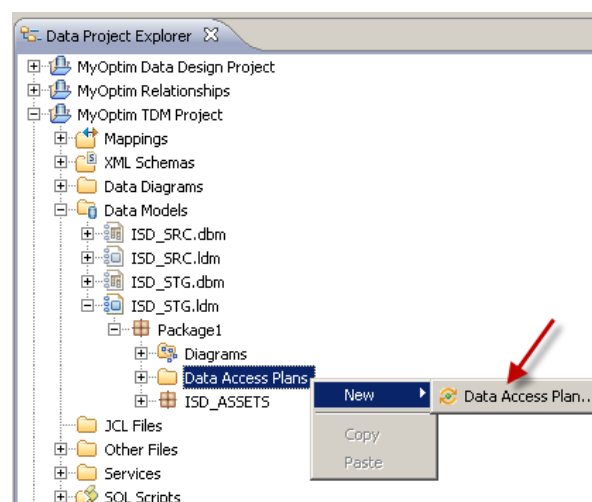 Data Project Explorer
MyOptim Data Design Project
MyOptim Relationships
MyOptim TDM Project
Mappings
XML Schemas
Data Diagrams
Data Models
ISD_SRC.dbm
ISD_SRC.ldm
ISD_STG.dbm
ISD_STG.ldm
Package1
Diagrams
Data Access Plans
New
Data Access Plan...
ISD_ASSETS
Copy
JCL Files
Other Files
Paste
Services
SQL Scripts